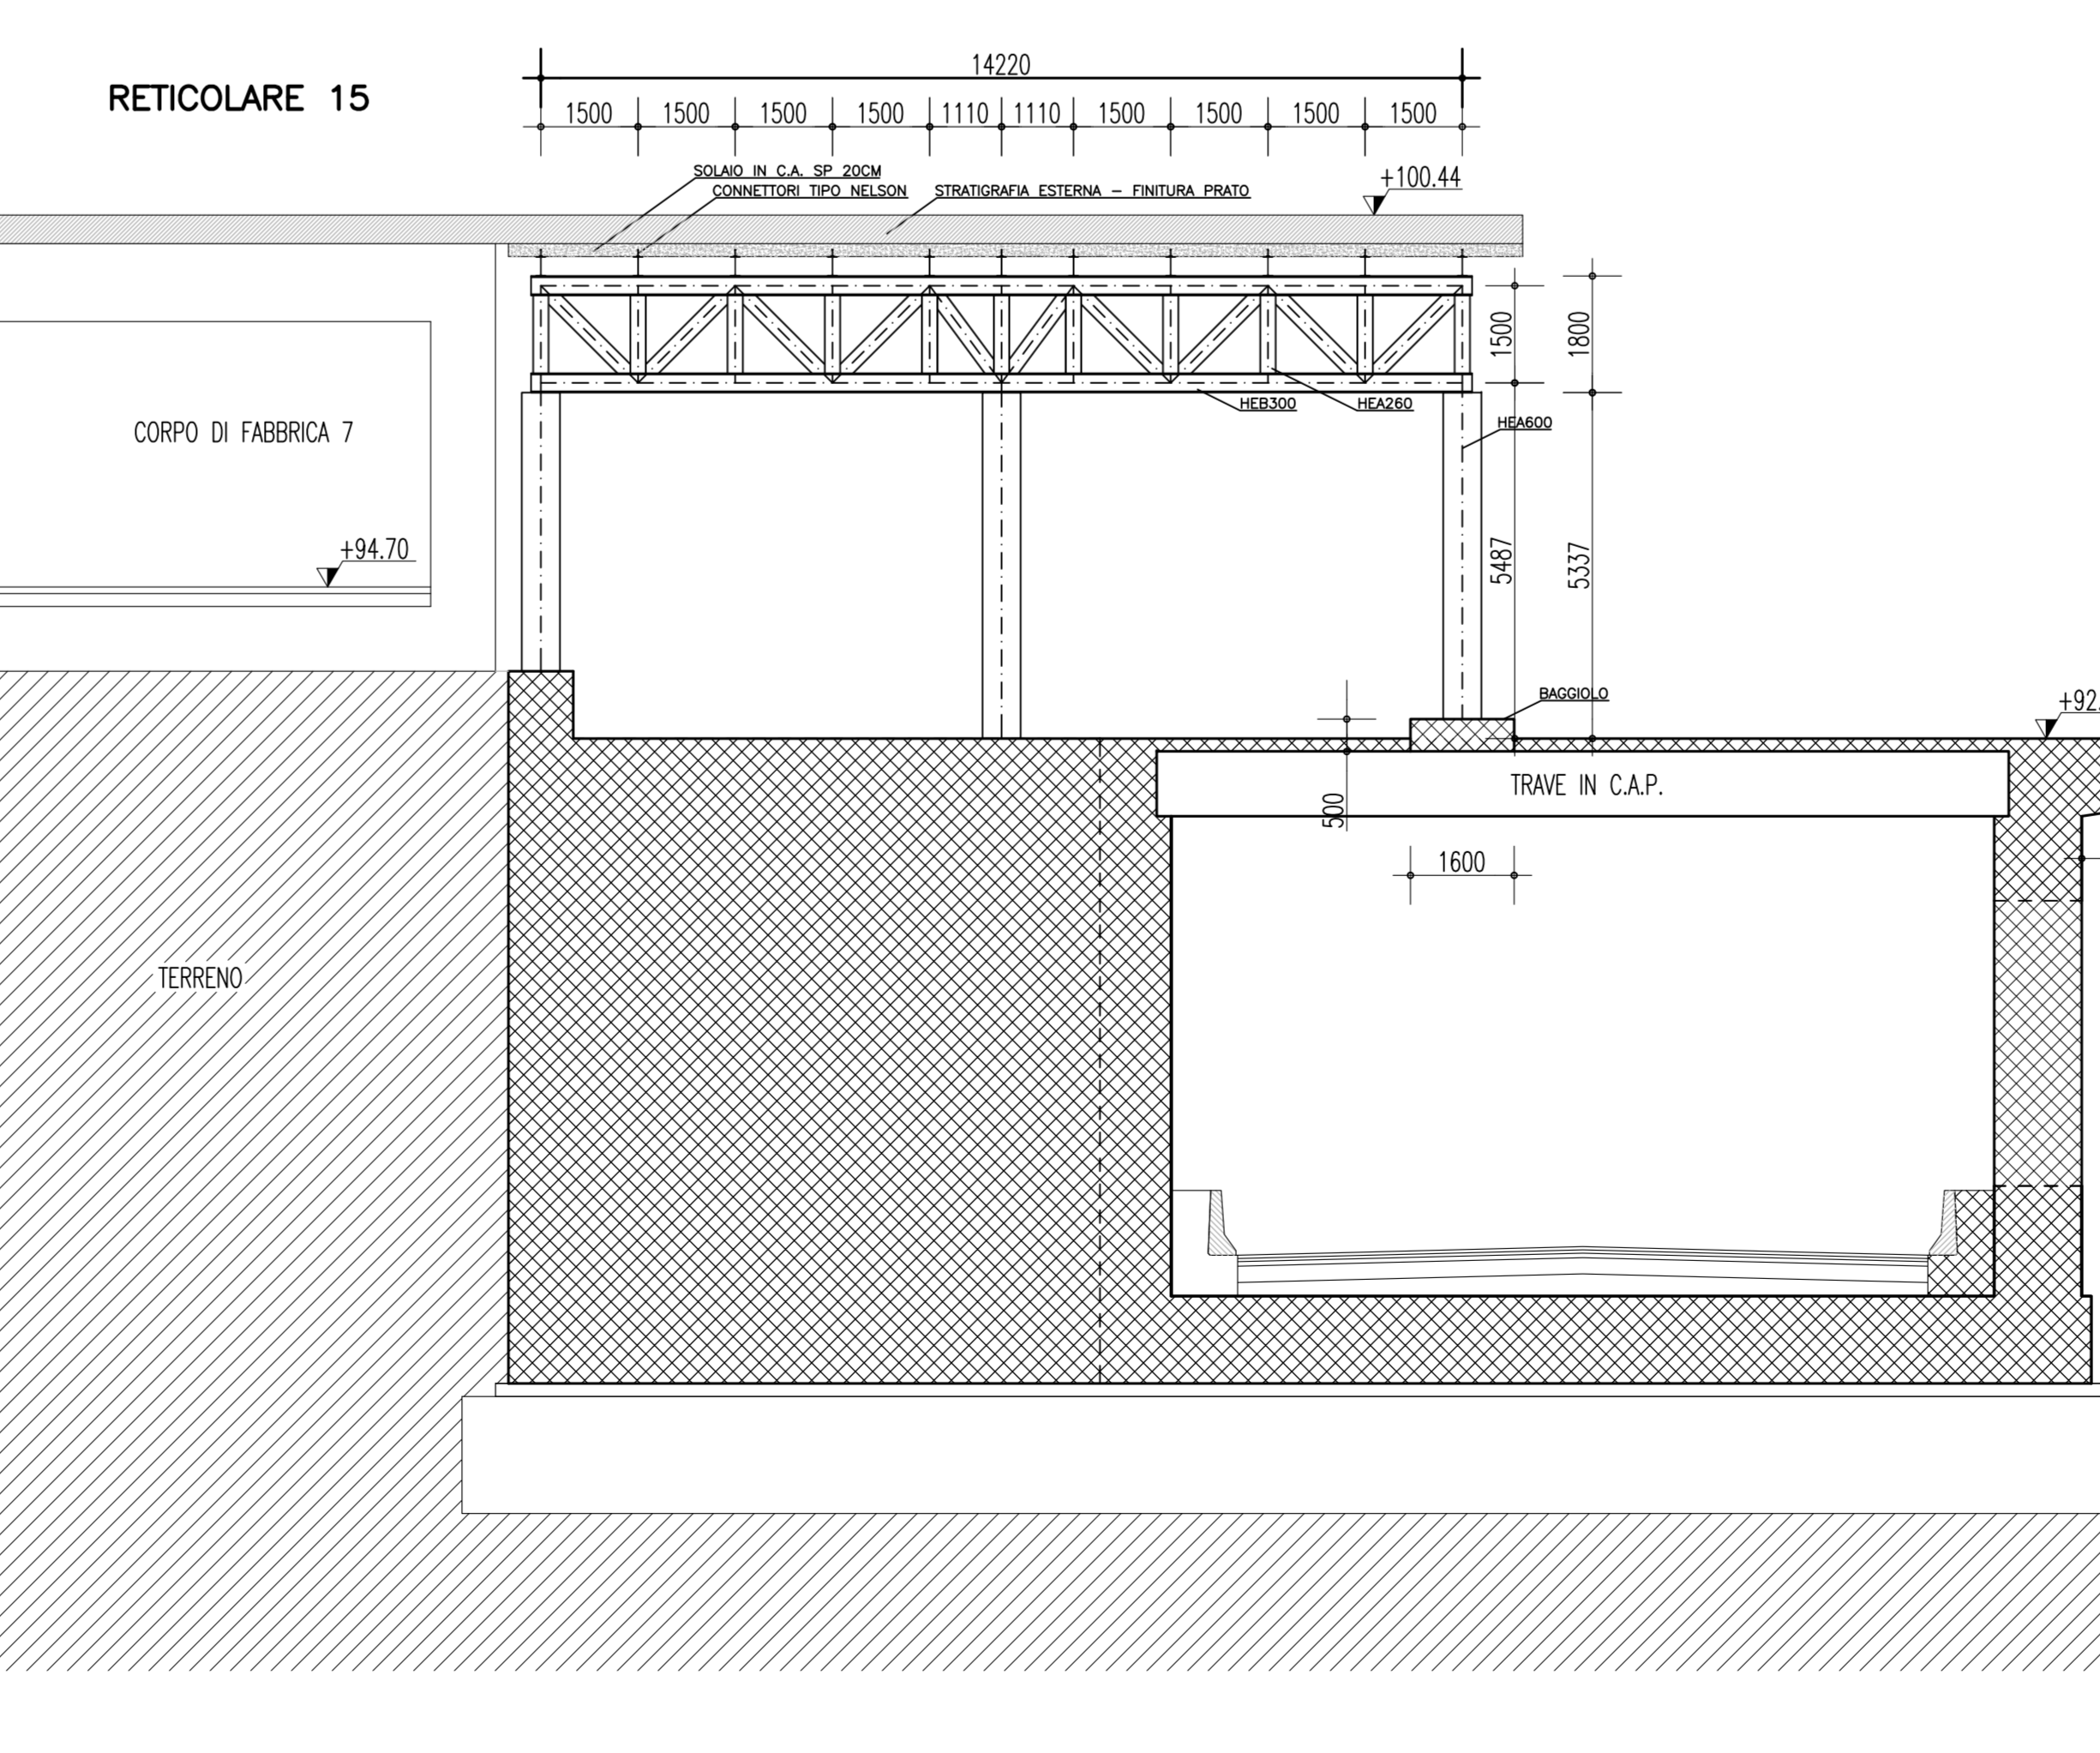 14220
RETICOLARE 15
1500 1500 1500 1500 1110 1110 1500 1500 1500 1500
SOLAIO IN C.A. SP 20CM
CONNETTORI TIPO NELSON
STRATIGRAFIA ESTERNA – FINITURA PRATO
+100.44
1500
1800
HEB300
HEA260
HEA600
CORPO DI FABBRICA 7
+94.70
5487
5337
BAGGIOLO
+92.
TRAVE IN C.A.P.
500
1600
TERRENO